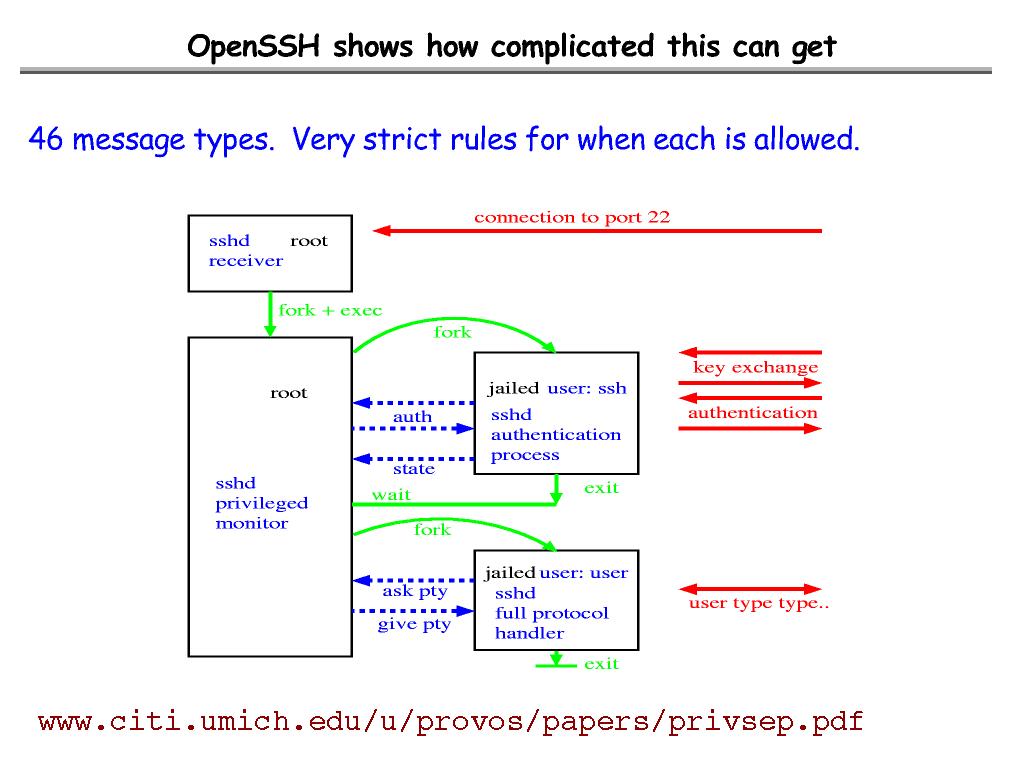 OpenSSH shows how complicated this can get
46 message types. Very strict rules for when each is allowed.
connection to port 22
sshd root
receiver
fork + exec
fork
root
jailed user: ssh
sshd
authentication
process
key exchange
authentication
auth
state
wait
exit
sshd
privileged
monitor
fork
jailed user: user
sshd
full protocol
handler
ask pty
give pty
user type type..
exit
www.citi.umich.edu/u/provos/papers/privsep.pdf